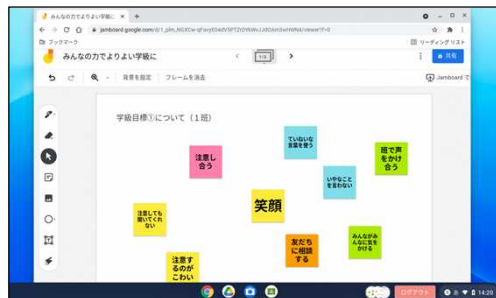 みんなの力でよりよい学級に
jamboard.google.com
ブックマーク
リーディング リスト
みんなの力でよりよい学級に
1/3
共有
背景を設定
フレームを消去
Jamboard で
学級目標①について（１班）
ていねいな
言葉を使う
注意し
合う
班で声
をかけ
合う
いやなこと
を言わない
笑顔
注意しても
聞いてくれ
ない
友だち
に相談
する
みんながみ
んなに気を
かける
注意す
るのが
こわい
ログアウト
14:20